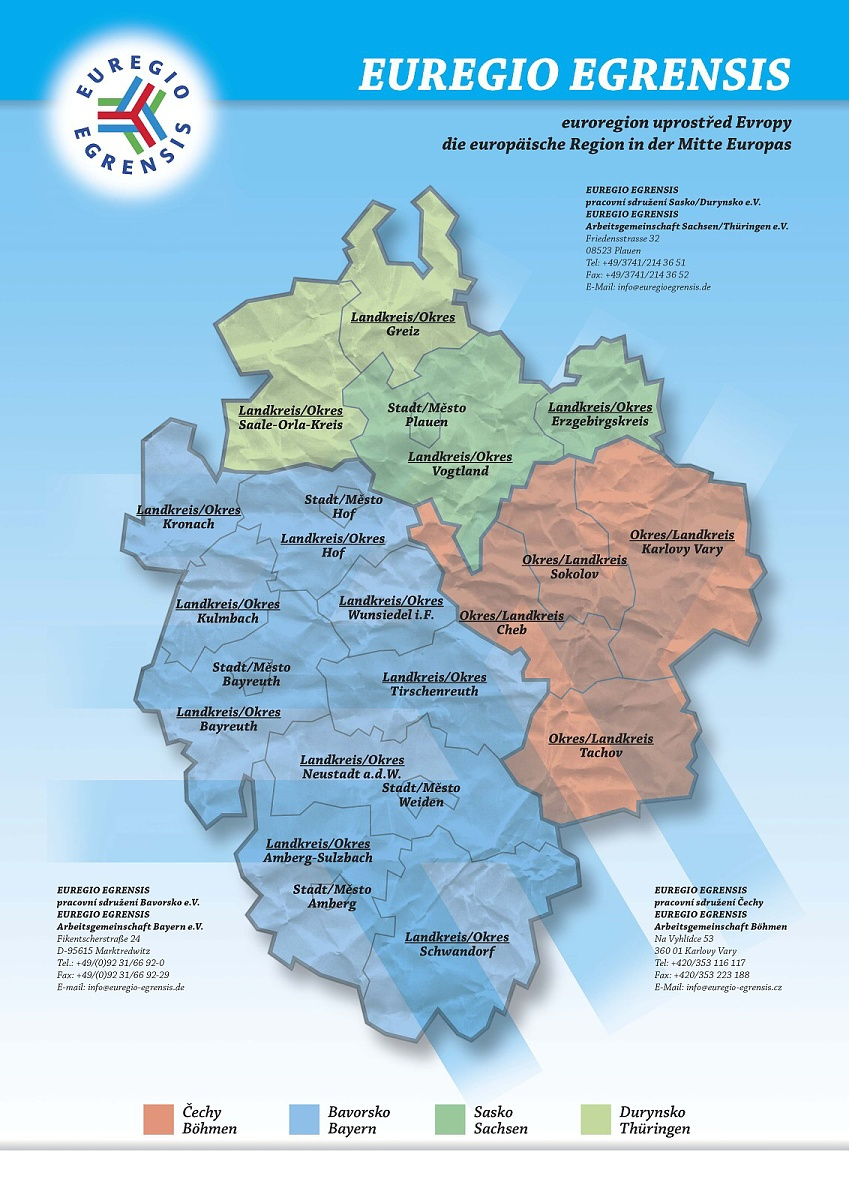 EUREGIO
EGRENSIS
EUREGIO EGRENSIS
euroregion uprostřed Evropy
die europäische Region in der Mitte Europas
EUREGIO EGRENSIS
pracovní sdružení Sasko/Durynsko e.V.
EUREGIO EGRENSIS
Arbeitsgemeinschaft Sachsen/Thüringen e.V.
Friedensstrasse 32
08523 Plauen
Tel: +49/3741/214 36 51
Fax: +49/3741/214 36 52
E-Mail: info@euregioegrensis.de
Landkreis/Okres
Greiz
Landkreis/Okres
Saale-Orla-Kreis
Stadt/Město
Plauen
Landkreis/Okres
Erzgebirgskreis
Landkreis/Okres
Vogtland
Landkreis/Okres
Kronach
Stadt/Město
Hof
Landkreis/Okres
Hof
Okres/Landkreis
Karlovy Vary
Okres/Landkreis
Sokolov
Landkreis/Okres
Kulmbach
Landkreis/Okres
Wunsiedel i.F.
Okres/Landkreis
Cheb
Stadt/Město
Bayreuth
Landkreis/Okres
Tirschenreuth
Landkreis/Okres
Bayreuth
Okres/Landkreis
Tachov
Landkreis/Okres
Neustadt a.d.W.
Stadt/Město
Weiden
Landkreis/Okres
Amberg-Sulzbach
Stadt/Město
Amberg
Landkreis/Okres
Schwandorf
EUREGIO EGRENSIS
pracovní sdružení Bavorsko e.V.
EUREGIO EGRENSIS
Arbeitsgemeinschaft Bayern e.V.
Fikentscherstraße 24
D-95615 Marktredwitz
Tel.: +49/(0)92 31/66 92-0
Fax: +49/(0)92 31/66 92-29
E-mail: info@euregio-egrensis.de
EUREGIO EGRENSIS
pracovní sdružení Čechy
EUREGIO EGRENSIS
Arbeitsgemeinschaft Böhmen
Na Vyhlídce 53
360 01 Karlovy Vary
Tel: +420/353 116 117
Fax: +420/353 223 188
E-Mail: info@euregio-egrensis.cz
Čechy
Böhmen
Bavorsko
Bayern
Sasko
Sachsen
Durynsko
Thüringen